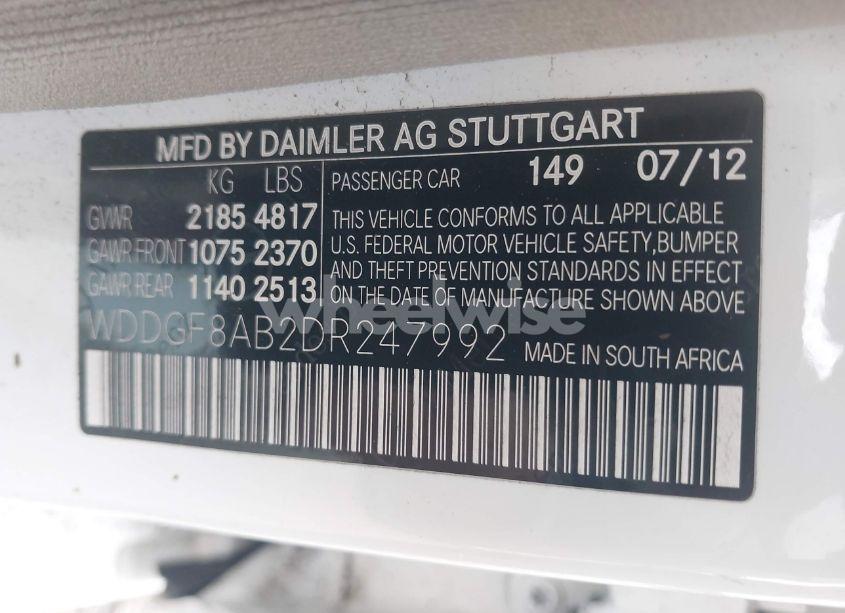 MFD BY DAIMLER AG STUTTGART
KG LBS
GVWR 2185 4817
GAWR FRONT 1075 2370
GAWR REAR 1140 2513
PASSENGER CAR 149 07/12
THIS VEHICLE CONFORMS TO ALL APPLICABLE
U.S. FEDERAL MOTOR VEHICLE SAFETY,BUMPER
AND THEFT PREVENTION STANDARDS IN EFFECT
ON THE DATE OF MANUFACTURE SHOWN ABOVE
wheelwise
WDDGF8AB2DR247992 MADE IN SOUTH AFRICA